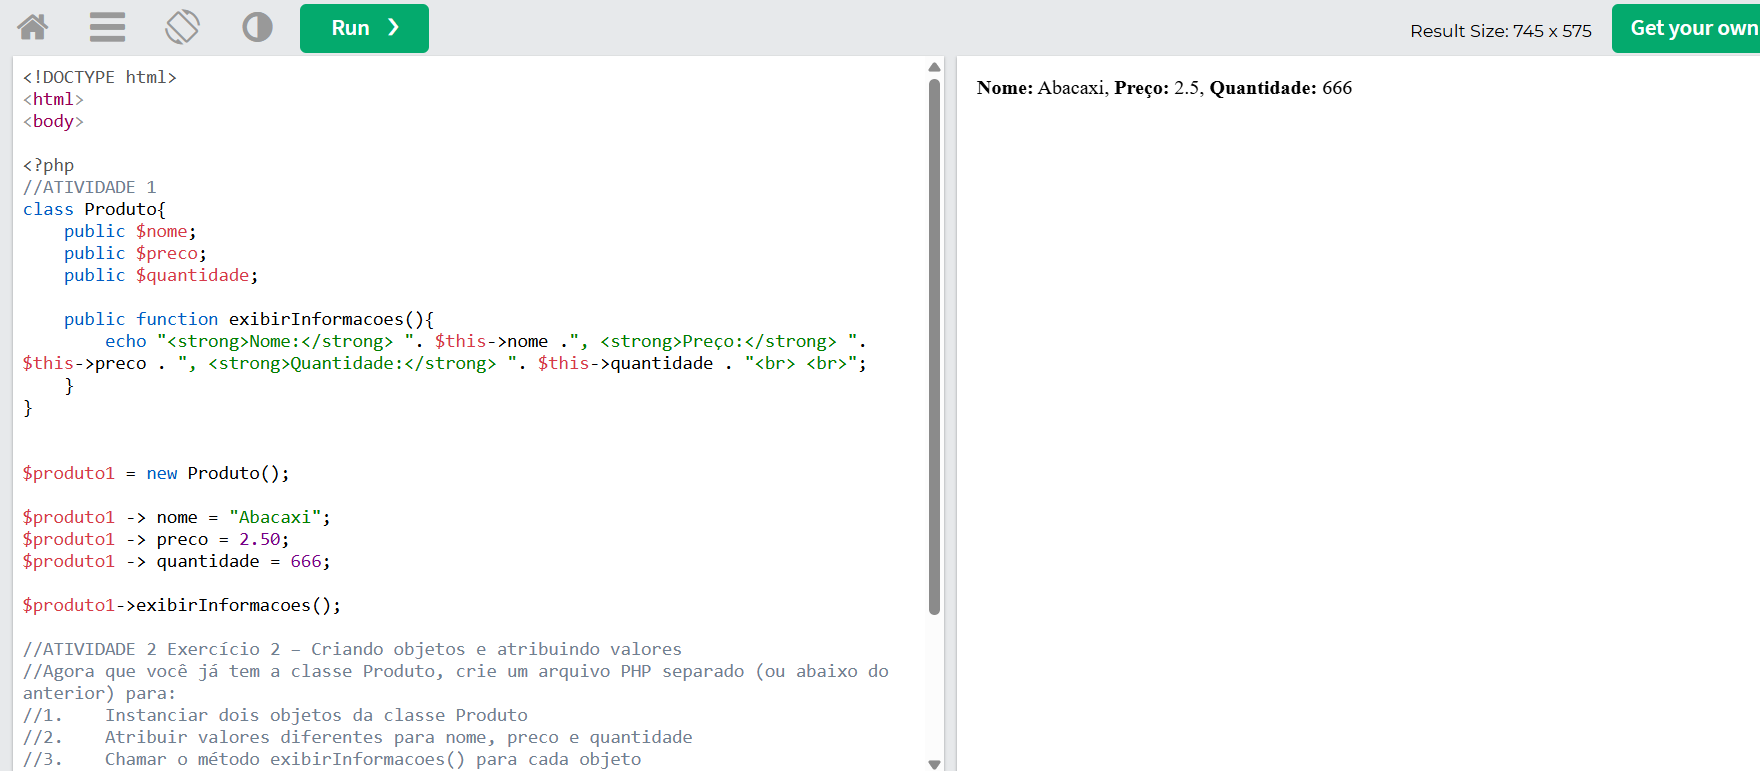 Run ❯
Result Size: 745 x 575
Get your own
<!DOCTYPE html>
<html>
<body>
<?php
//ATIVIDADE 1
class Produto{
    public $nome;
    public $preco;
    public $quantidade;
    public function exibirInformacoes(){
        echo "<strong>Nome:</strong> ". $this->nome .", <strong>Preço:</strong> ".
$this->preco . ", <strong>Quantidade:</strong> ". $this->quantidade . "<br> <br>";
    }
}
$produto1 = new Produto();
$produto1 -> nome = "Abacaxi";
$produto1 -> preco = 2.50;
$produto1 -> quantidade = 666;
$produto1->exibirInformacoes();
//ATIVIDADE 2 Exercício 2 – Criando objetos e atribuindo valores
//Agora que você já tem a classe Produto, crie um arquivo PHP separado (ou abaixo do
anterior) para:
//1.    Instanciar dois objetos da classe Produto
//2.    Atribuir valores diferentes para nome, preco e quantidade
//3.    Chamar o método exibirInformacoes() para cada objeto
Nome: Abacaxi, Preço: 2.5, Quantidade: 666